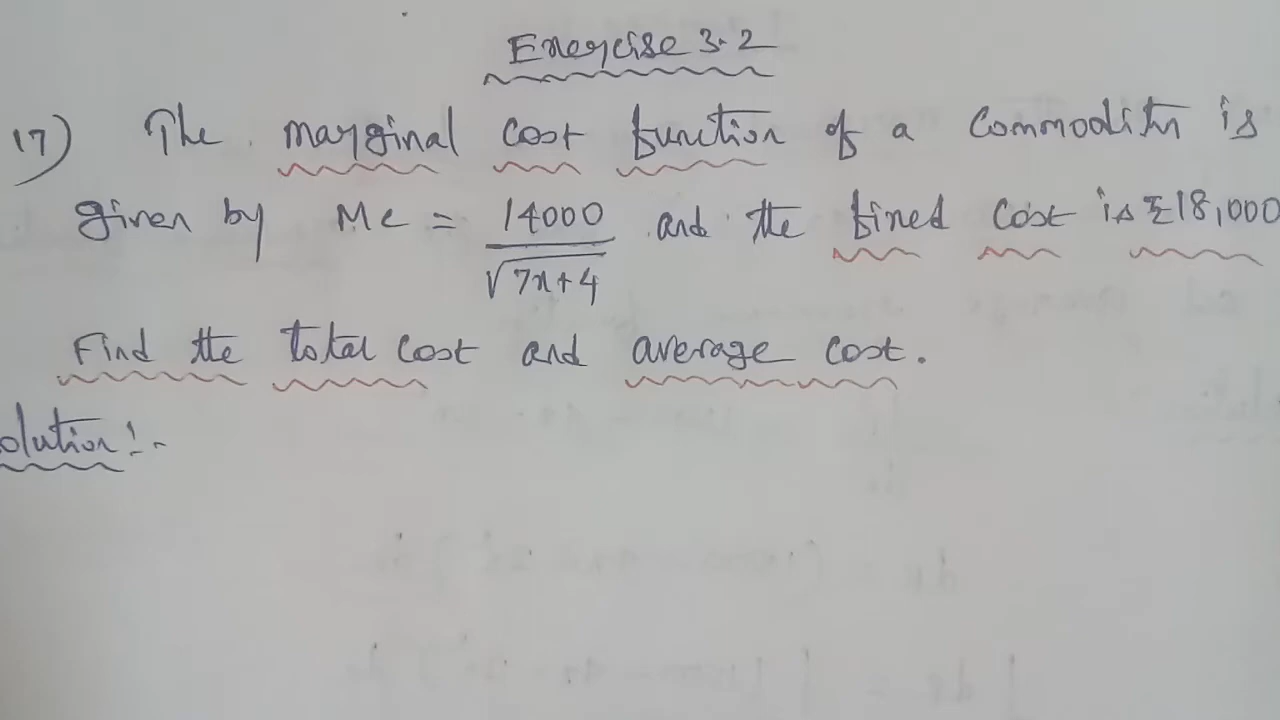 Exercise 3.2
17) The marginal cost function of a commodity is
given by MC = 14000/√7x+4 and the fixed cost is ₹18,000
Find the total cost and average cost.
olution:-